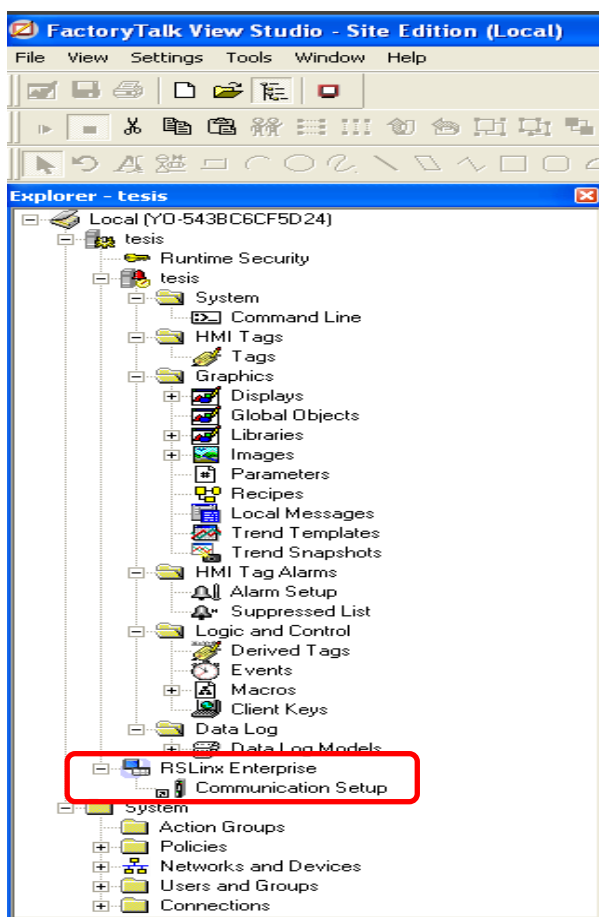 FactoryTalk View Studio - Site Edition (Local)
File View Settings Tools Window Help
Explorer - tesis
Local (YO-543BC6CF5D24)
tesis
Runtime Security
tesis
System
Command Line
HMI Tags
Tags
Graphics
Displays
Global Objects
Libraries
Images
Parameters
Recipes
Local Messages
Trend Templates
Trend Snapshots
HMI Tag Alarms
Alarm Setup
Suppressed List
Logic and Control
Derived Tags
Events
Macros
Client Keys
Data Log
Data Log Models
RSLinx Enterprise
Communication Setup
System
Action Groups
Policies
Networks and Devices
Users and Groups
Connections